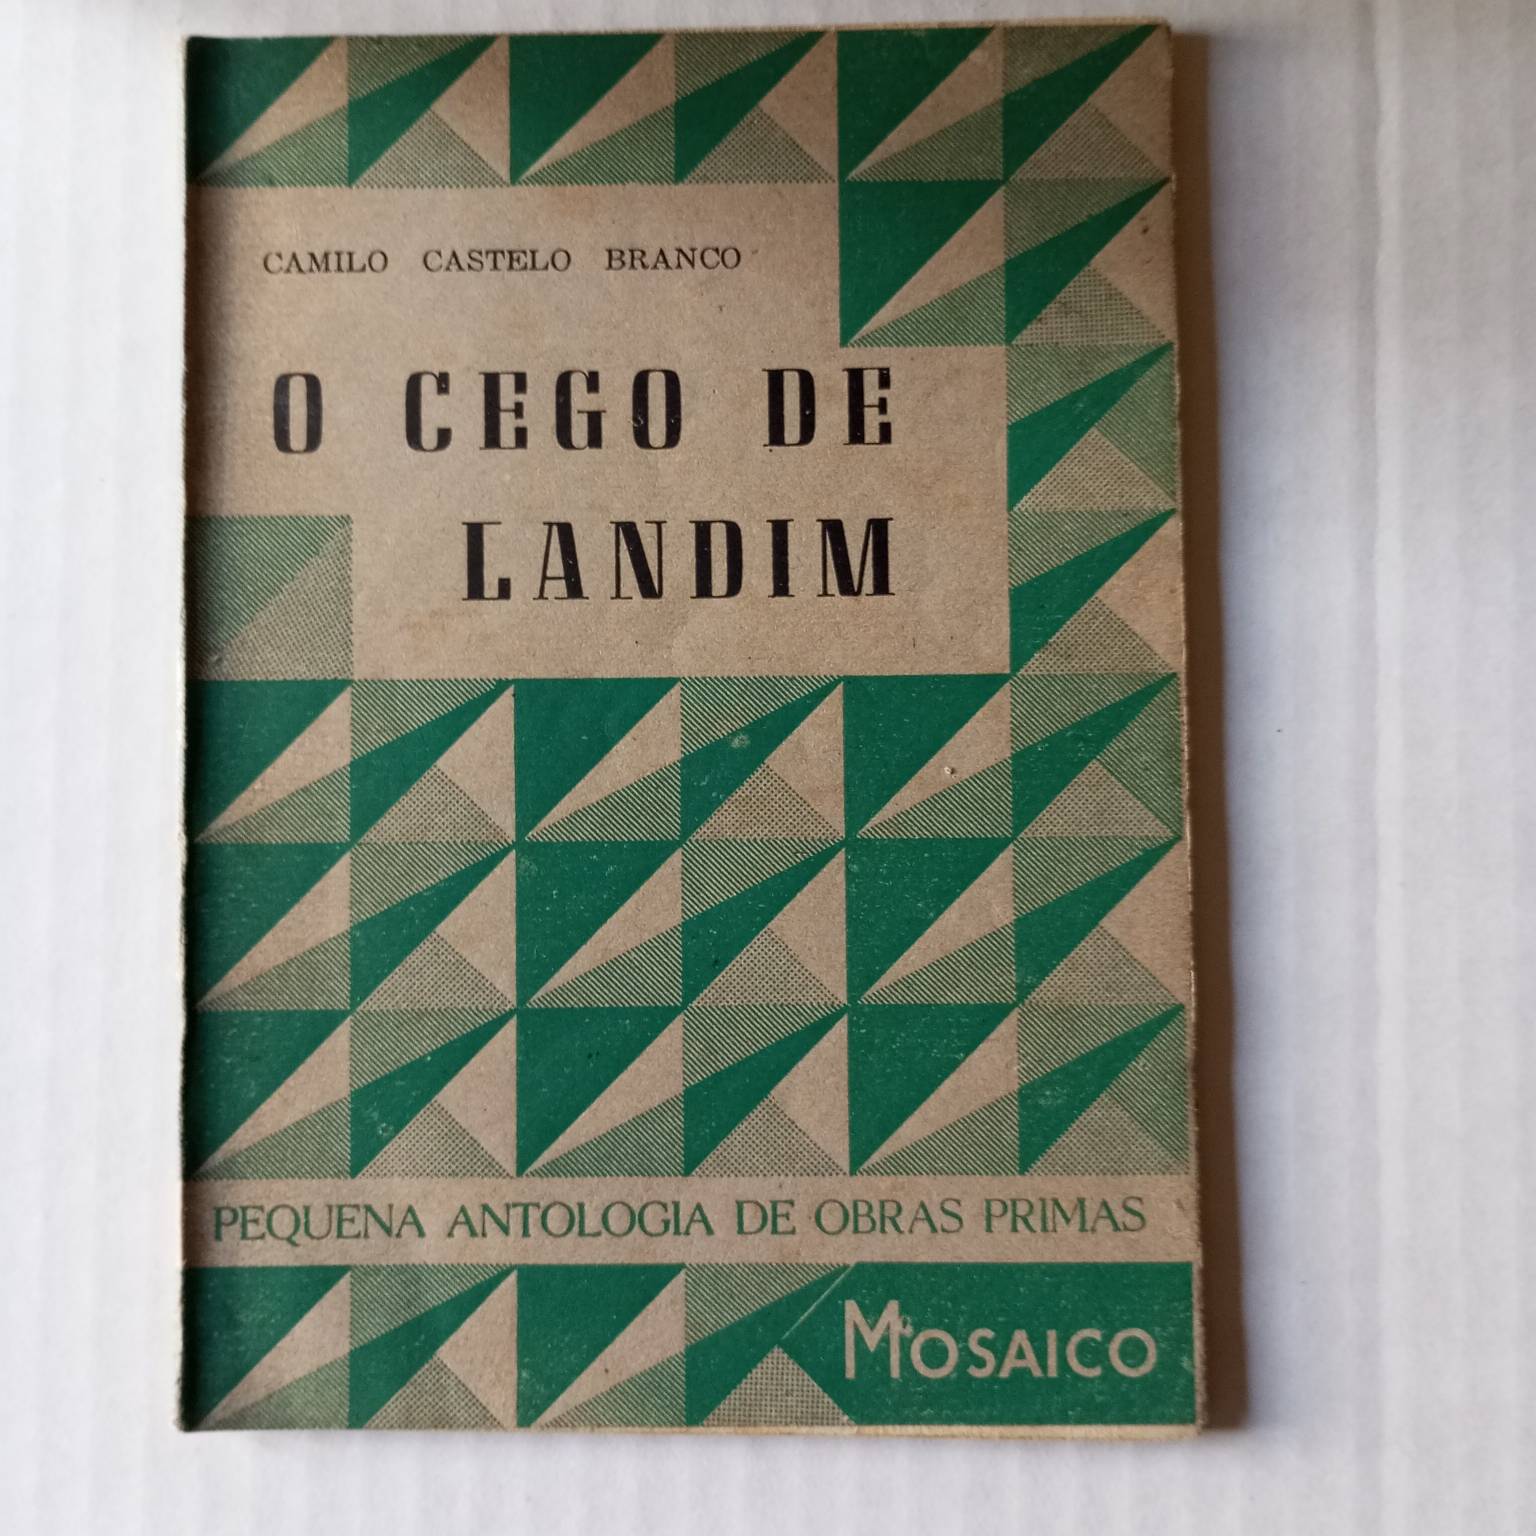 CAMILO CASTELO BRANCO
O CEGO DE
LANDIM
PEQUENA ANTOLOGIA DE OBRAS PRIMAS
MOSAICO